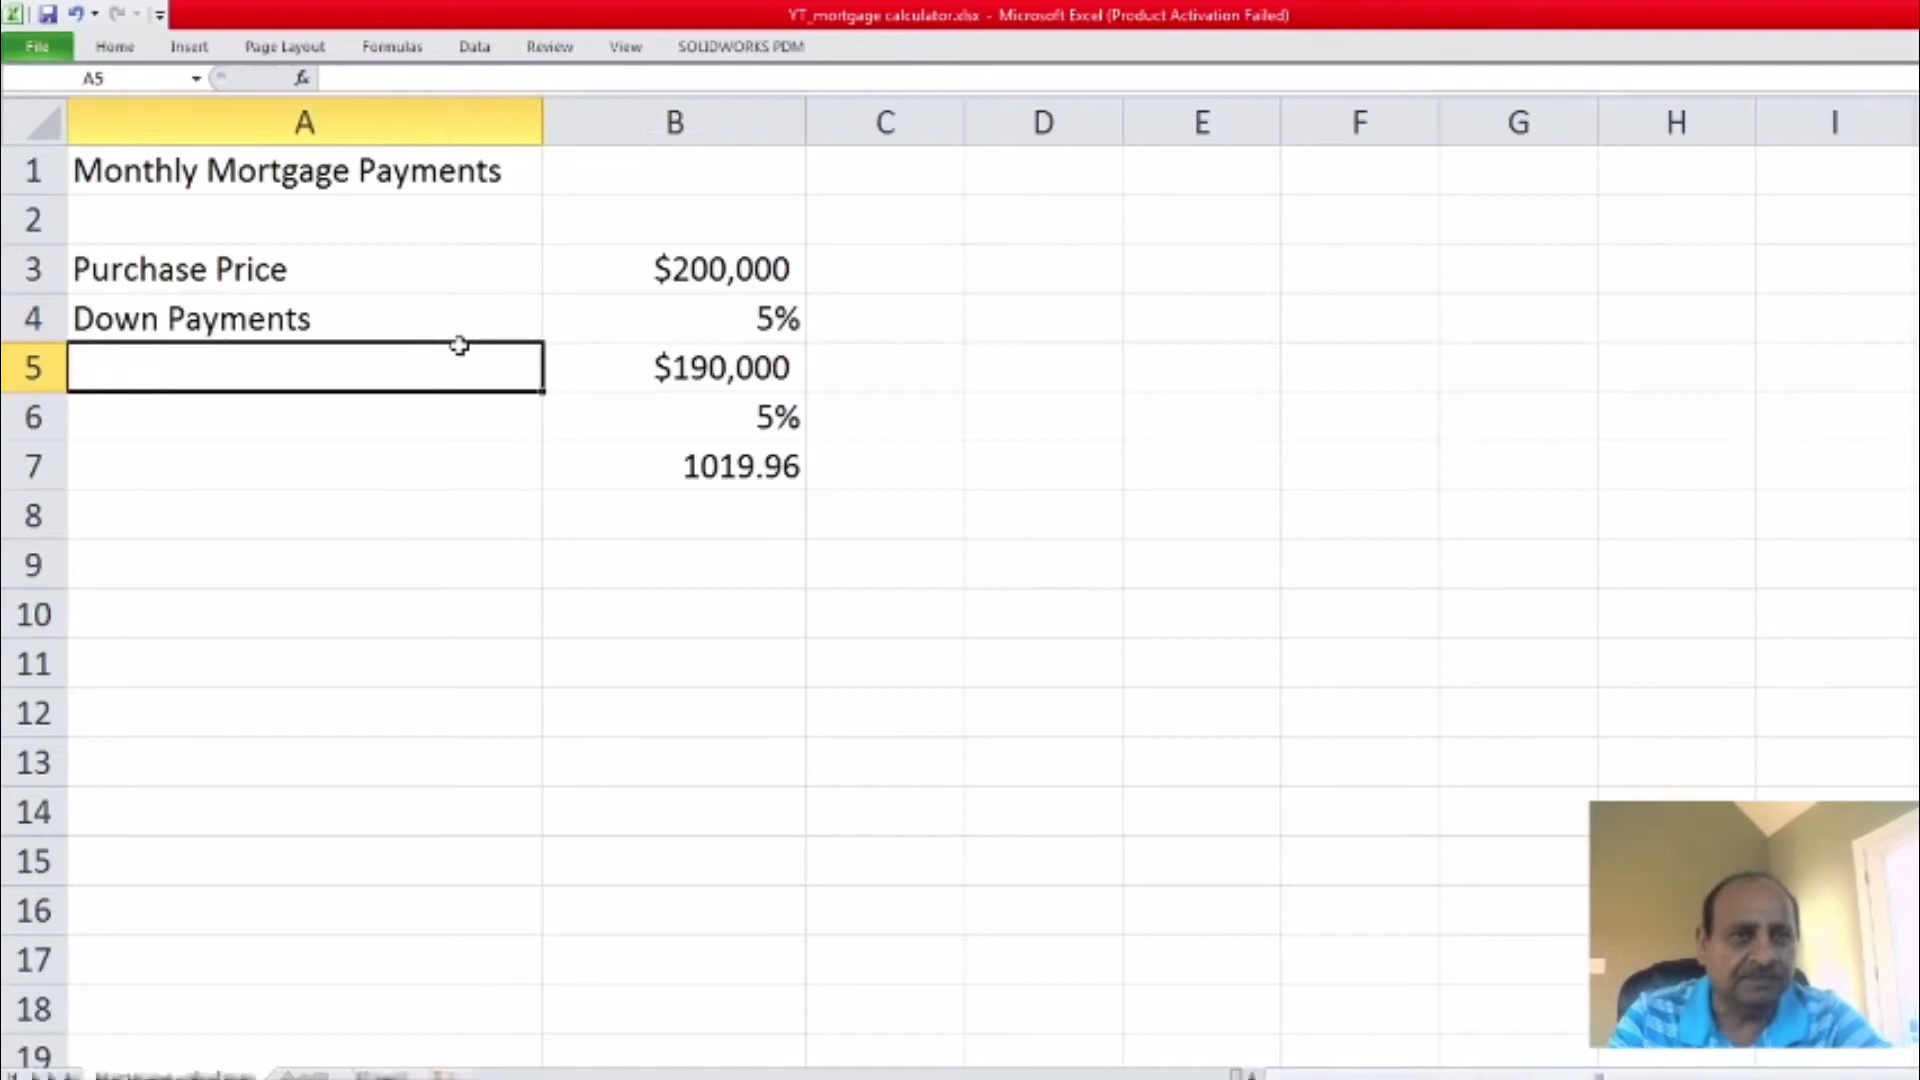 YT_mortgage calculator.xlsx - Microsoft Excel (Product Activation Failed)
File Home Insert Page Layout Formulas Data Review View SOLIDWORKS PDM
A5 fx
A B C D E F G H I
1 Monthly Mortgage Payments
2
3 Purchase Price $200,000
4 Down Payments 5%
5 $190,000
6 5%
7 1019.96
8
9
10
11
12
13
14
15
16
17
18
19